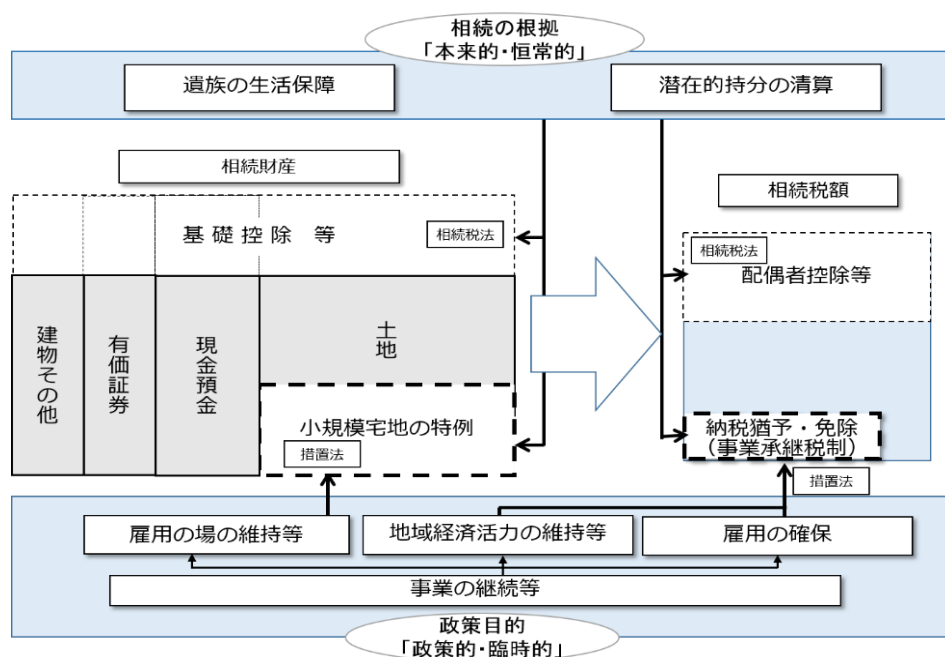 相続の根拠
「本来的・恒常的」
遺族の生活保障
潜在的持分の清算
相続財産
相続税額
基礎控除 等
相続税法
相続税法
配偶者控除等
建物その他
有価証券
現金預金
土地
小規模宅地の特例
措置法
納税猶予・免除
（事業承継税制）
措置法
雇用の場の維持等
地域経済活力の維持等
雇用の確保
事業の継続等
政策目的
「政策的・臨時的」